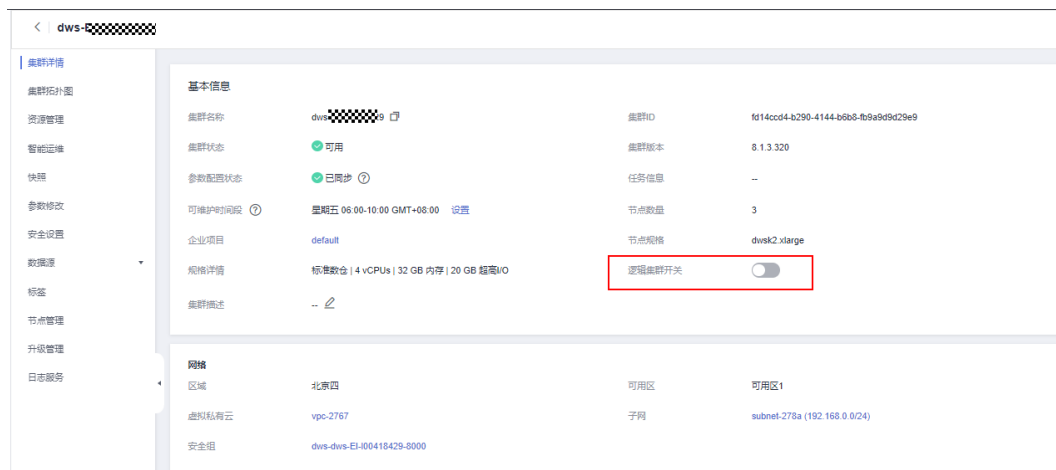 dws-
集群详情
集群拓扑图
资源管理
智能运维
快照
参数修改
安全设置
数据源
标签
节点管理
升级管理
日志服务
基本信息
集群名称 dws- 9 集群ID fd14ccd4-b290-4144-b6b8-fb9a9d9d29e9
集群状态 可用 集群版本 8.1.3.320
参数配置状态 已同步 ? 任务信息 --
可维护时间段 ? 星期五 06:00-10:00 GMT+08:00 设置 节点数量 3
企业项目 default 节点规格 dwsk2.xlarge
规格详情 标准数仓 | 4 vCPUs | 32 GB 内存 | 20 GB 超高I/O 逻辑集群开关
集群描述 --
网络
区域 北京四 可用区 可用区1
虚拟私有云 vpc-2767 子网 subnet-278a (192.168.0.0/24)
安全组 dws-dws-EI-l00418429-8000